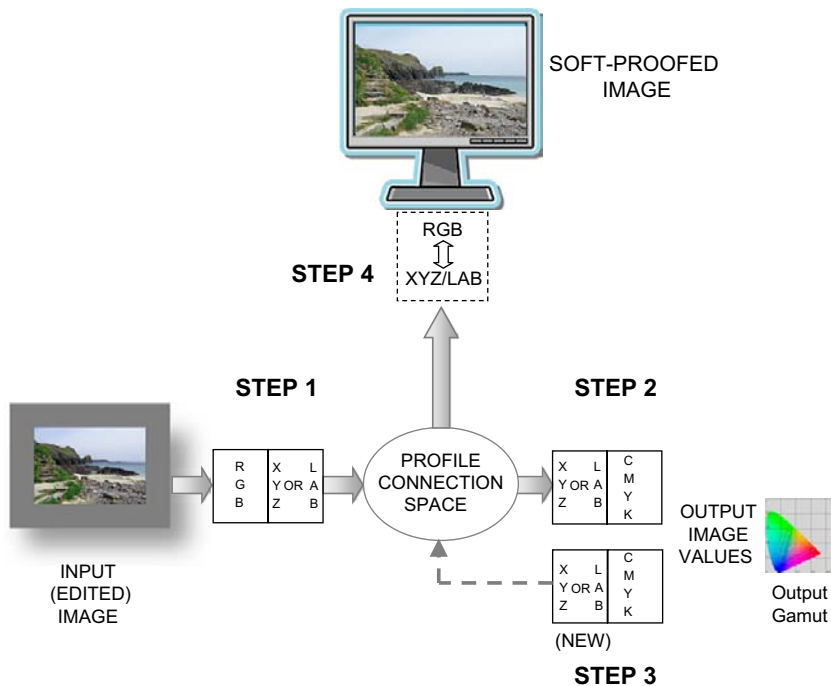 SOFT-PROOFED
IMAGE
RGB
STEP 4
XYZ/LAB
STEP 1
STEP 2
R
G
B
X L
Y OR A
Z B
PROFILE
CONNECTION
SPACE
X L
Y OR A
Z B
C
M
Y
K
OUTPUT
IMAGE
VALUES
X L
Y OR A
Z B
C
M
Y
K
INPUT
(EDITED)
IMAGE
Output
Gamut
(NEW)
STEP 3